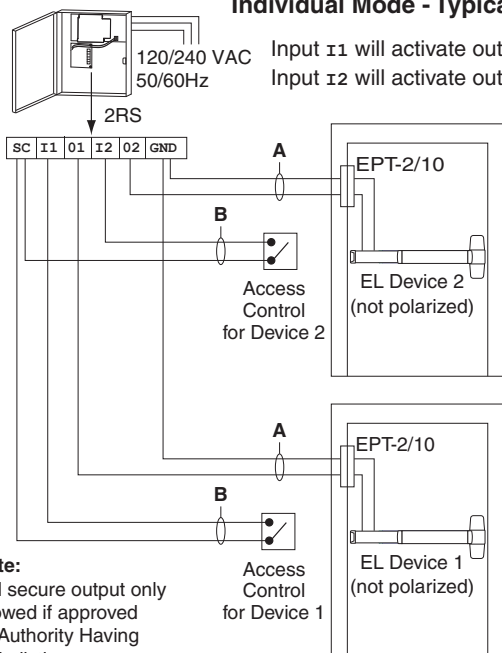 Individual Mode - Typica
Input I1 will activate out
Input I2 will activate out
120/240 VAC
50/60Hz
2RS
SC I1 01 I2 02 GND
A
EPT-2/10
B
Access
Control
for Device 2
EL Device 2
(not polarized)
A
EPT-2/10
B
Access
Control
for Device 1
EL Device 1
(not polarized)
te:
l secure output only
owed if approved
Authority Having